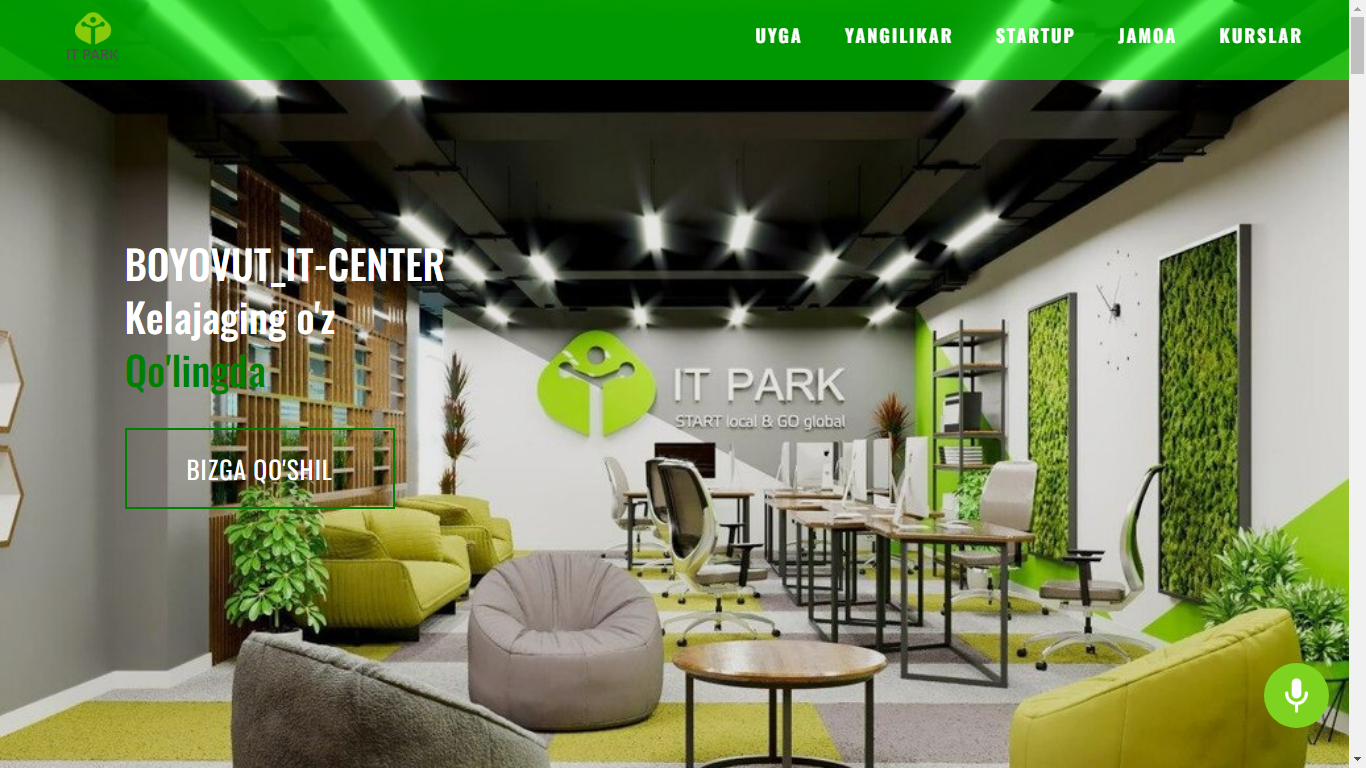 IT PARK
UYGA
YANGILIKAR
STARTUP
JAMOA
KURSLAR
BOYOVUT_IT-CENTER
Kelajaging o'z
Qo'lingda
BIZGA QO'SHIL
IT PARK
START local & GO global